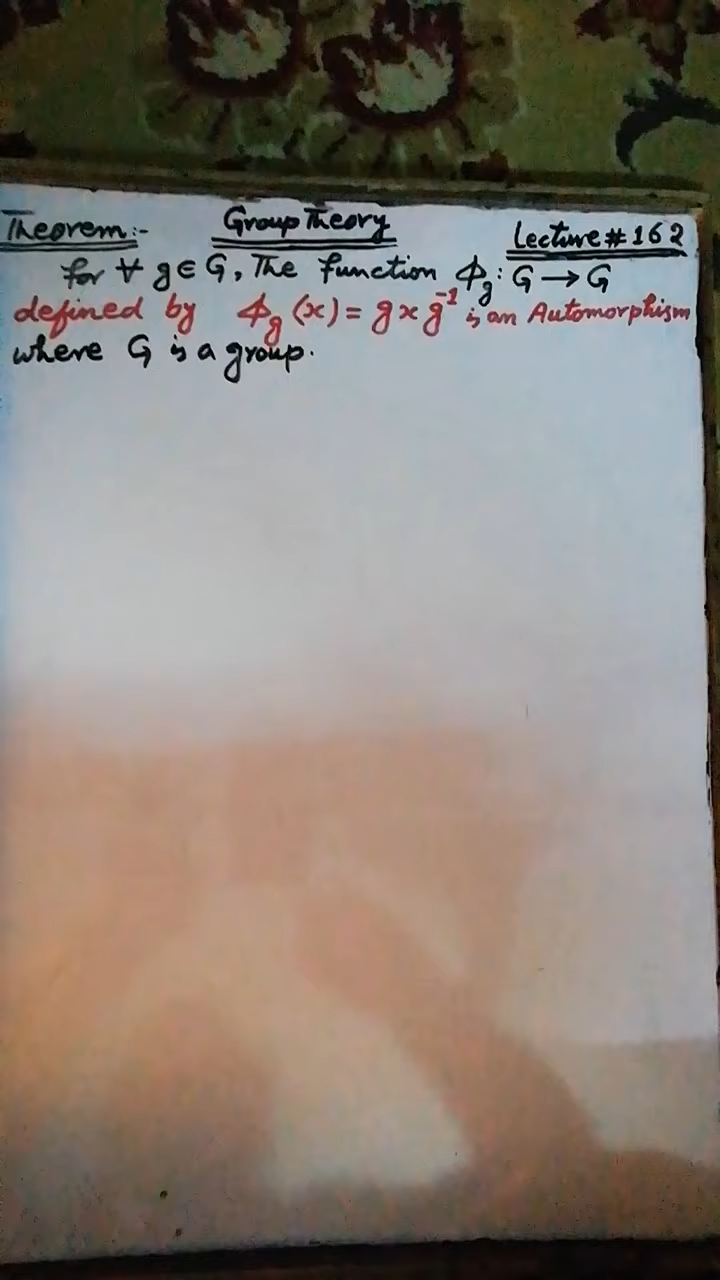 Theorem:- Group Theory Lecture # 162
for ∀ g ∈ G, The function Φg : G → G
defined by Φg (x) = g x g⁻¹ is an Automorphism
where G is a group.